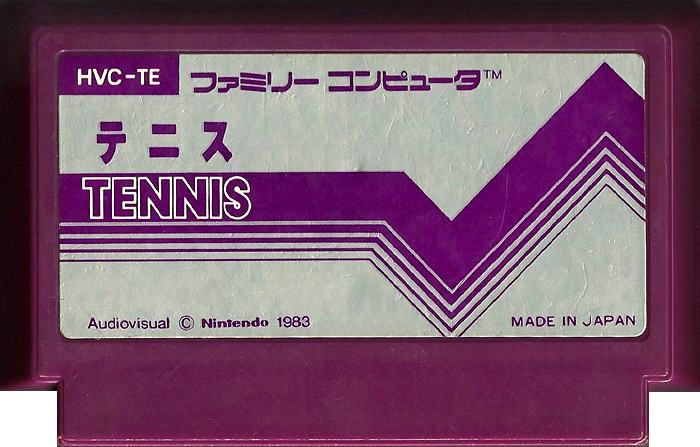 HVC-TE
ファミリーコンピュータ™
テニス
TENNIS
Audiovisual © Nintendo 1983
MADE IN JAPAN